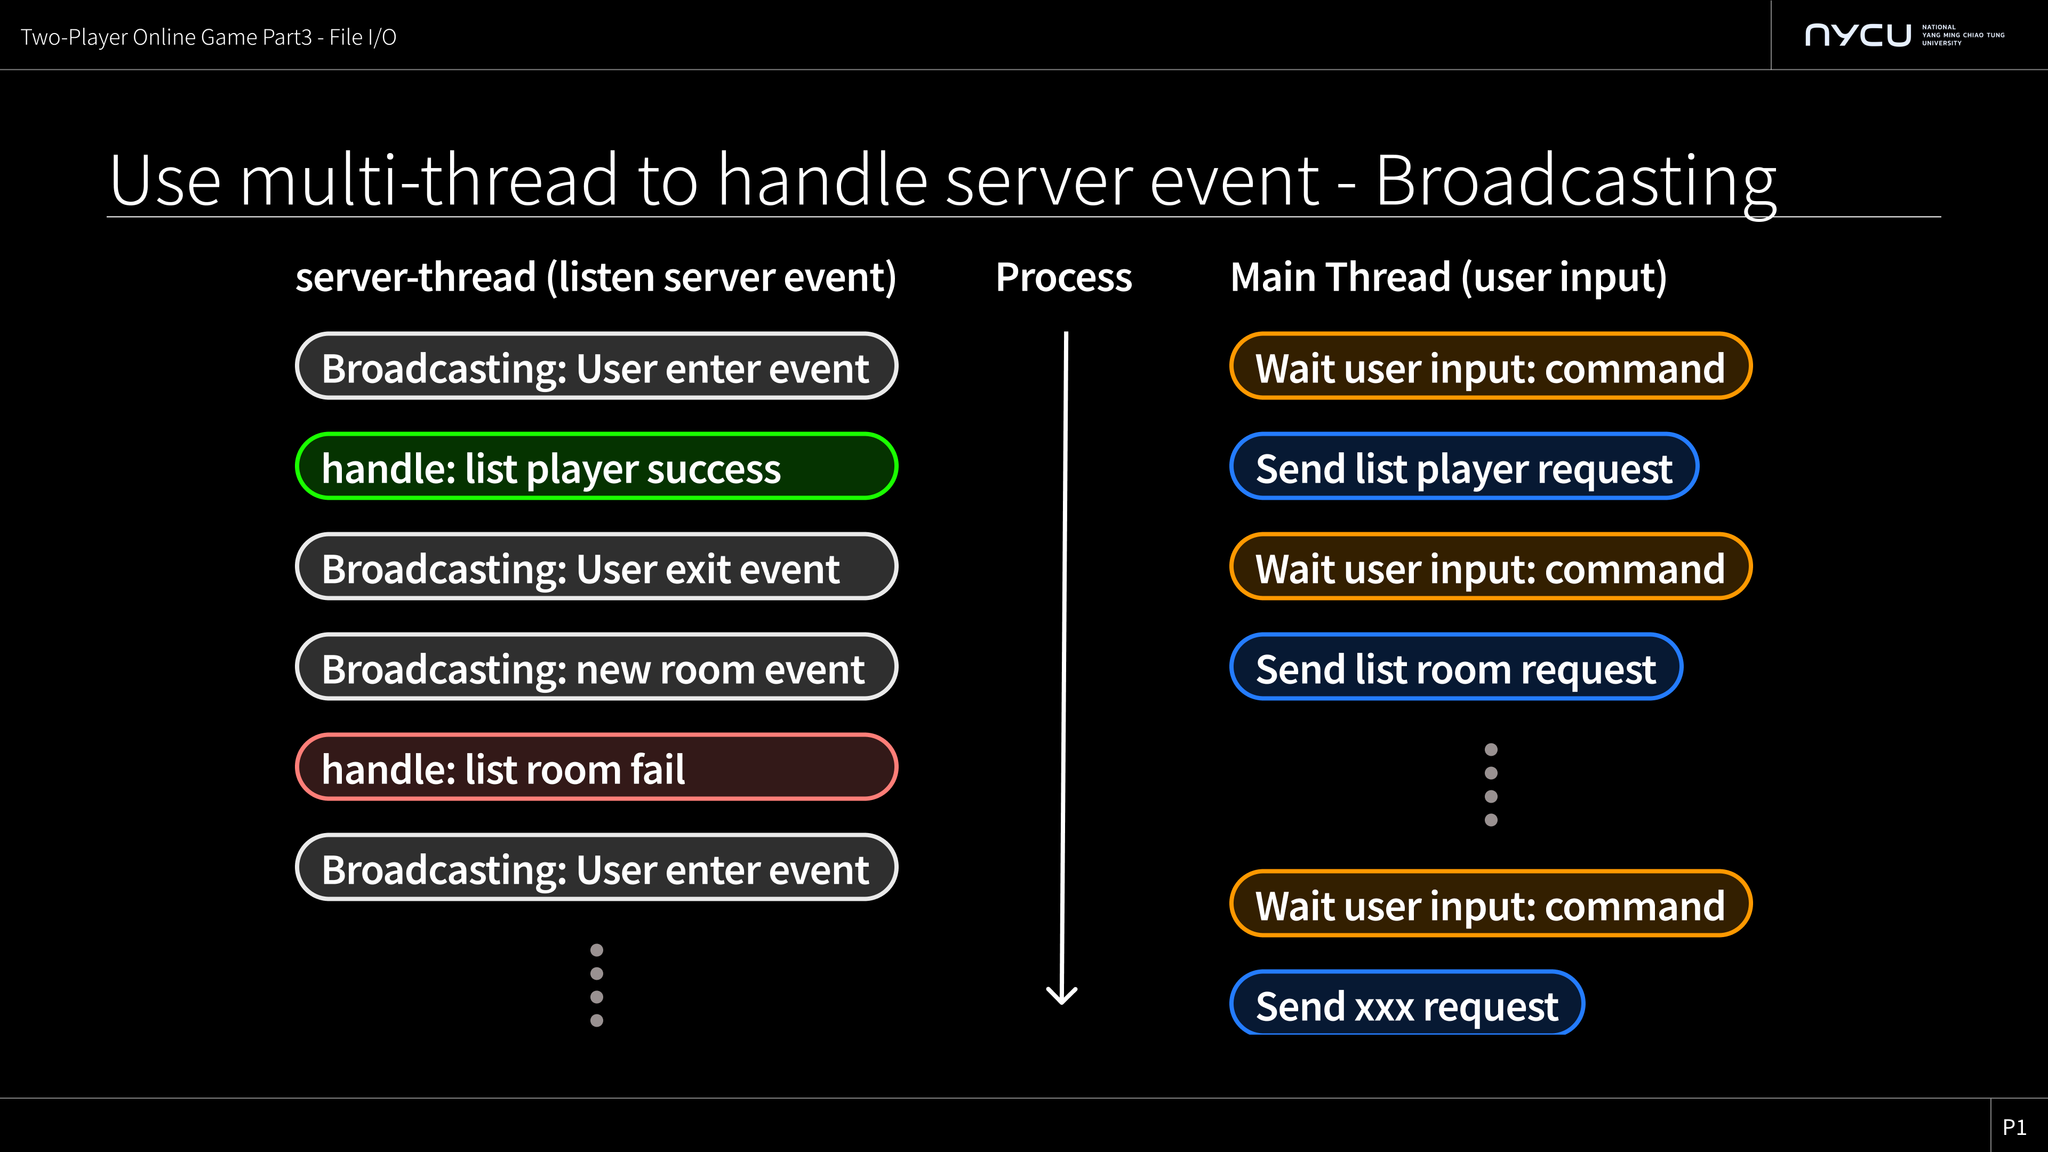 Two-Player Online Game Part3 - File I/O
nycu
NATIONAL
YANG MING CHIAO TUNG
UNIVERSITY
Use multi-thread to handle server event - Broadcasting
server-thread (listen server event)
Broadcasting: User enter event
handle: list player success
Broadcasting: User exit event
Broadcasting: new room event
handle: list room fail
Broadcasting: User enter event
Process
Main Thread (user input)
Wait user input: command
Send list player request
Wait user input: command
Send list room request
Wait user input: command
Send xxx request
P1